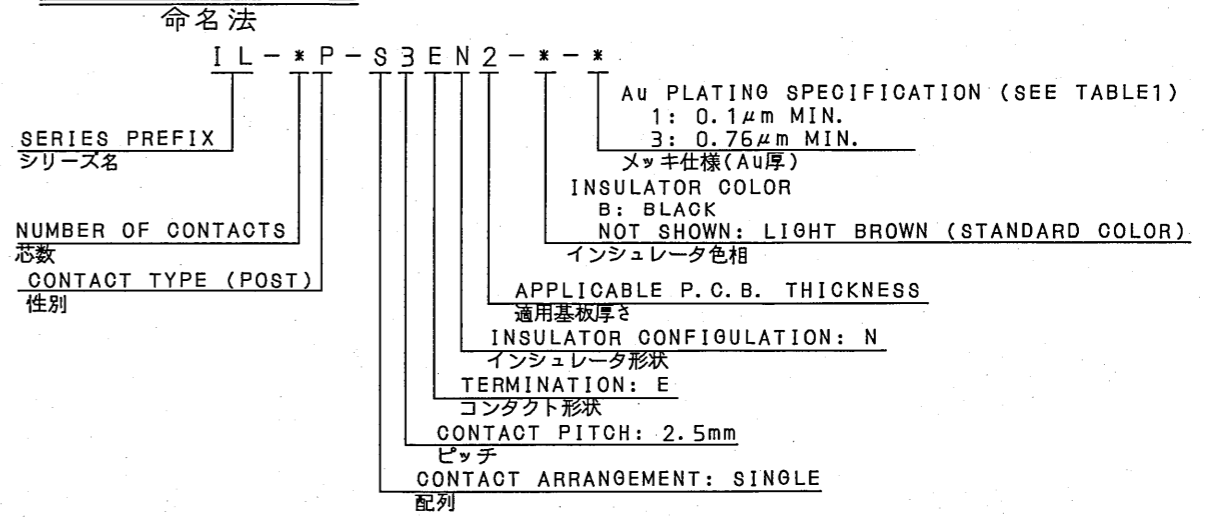 命名法
IL-*P-S3EN2-*-*
Au PLATING SPECIFICATION (SEE TABLE1)
1: 0.1μm MIN.
3: 0.76μm MIN.
メッキ仕様(Au厚)
SERIES PREFIX
シリーズ名
INSULATOR COLOR
B: BLACK
NOT SHOWN: LIGHT BROWN (STANDARD COLOR)
インシュレータ色相
NUMBER OF CONTACTS
芯数
CONTACT TYPE (POST)
性別
APPLICABLE P.C.B. THICKNESS
適用基板厚さ
INSULATOR CONFIGULATION: N
インシュレータ形状
TERMINATION: E
コンタクト形状
CONTACT PITCH: 2.5mm
ピッチ
CONTACT ARRANGEMENT: SINGLE
配列